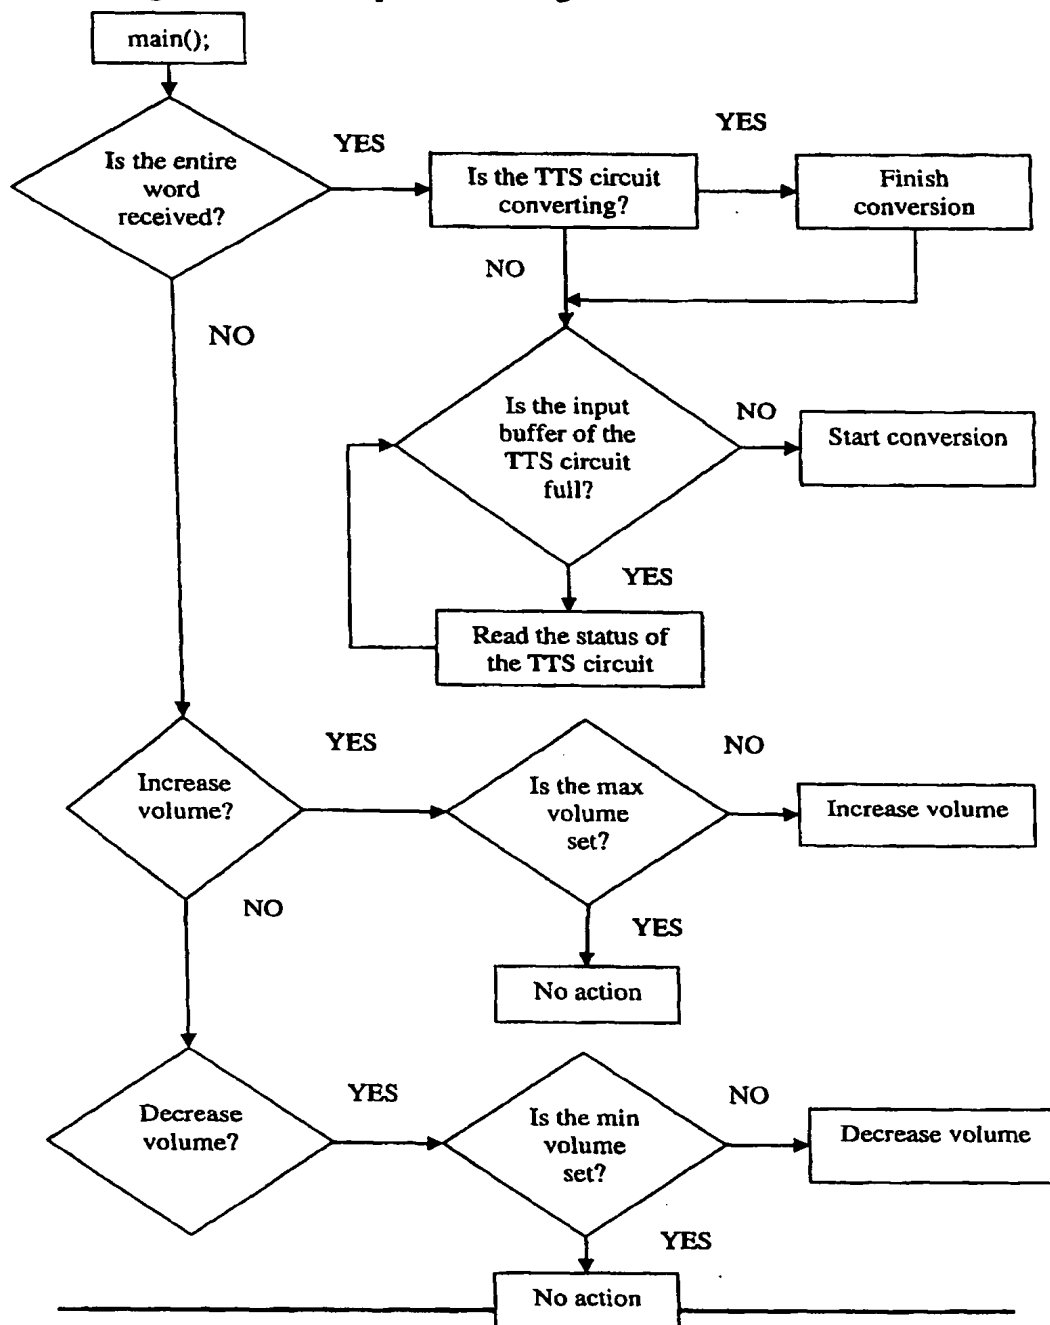 main();
Is the entire
word
received?
YES
Is the TTS circuit
converting?
YES
Finish
conversion
NO
NO
Is the input
buffer of the
TTS circuit
full?
NO
Start conversion
YES
Read the status of
the TTS circuit
Increase
volume?
YES
Is the max
volume
set?
NO
Increase volume
NO
YES
No action
Decrease
volume?
YES
Is the min
volume
set?
NO
Decrease volume
YES
No action